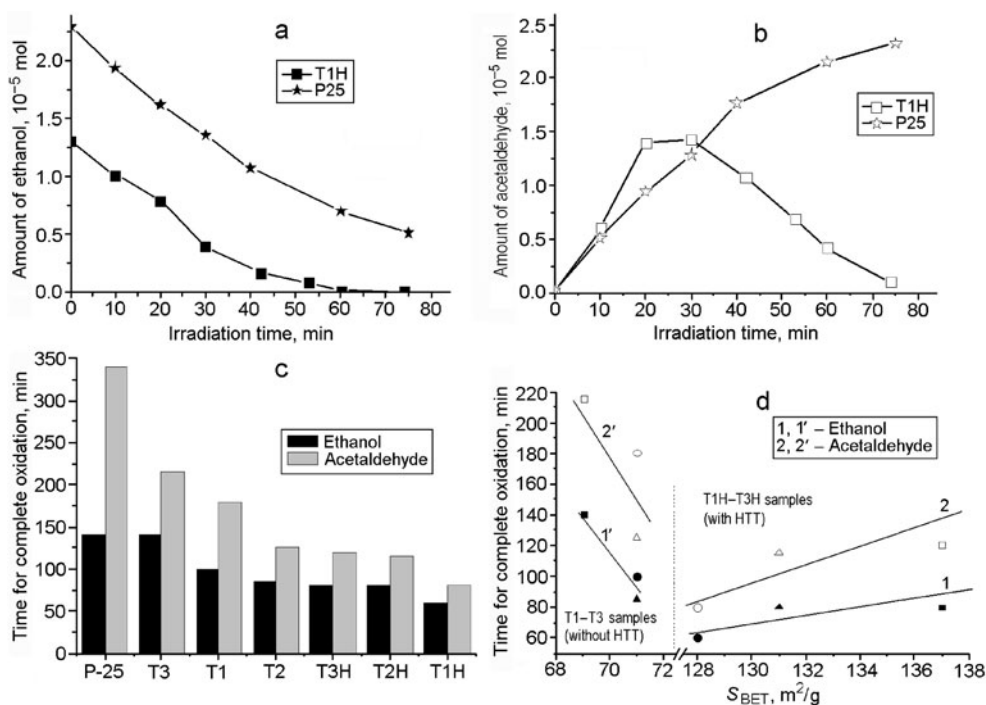 a
Amount of ethanol, 10⁻⁵ mol
2.0
1.5
1.0
0.5
0.0
T1H
P25
0 10 20 30 40 50 60 70 80
Irradiation time, min
b
Amount of acetaldehyde, 10⁻⁵ mol
2.5
2.0
1.5
1.0
0.5
0.0
T1H
P25
0 10 20 30 40 50 60 70 80
Irradiation time, min
c
Time for complete oxidation, min
350
300
250
200
150
100
50
0
Ethanol
Acetaldehyde
P-25 T3 T1 T2 T3H T2H T1H
d
Time for complete oxidation, min
220
200
180
160
140
120
100
80
60
1, 1′ – Ethanol
2, 2′ – Acetaldehyde
2′
T1H–T3H samples
(with HTT)
2
1′
1
T1–T3 samples
(without HTT)
68 70 72 128 130 132 134 136 138
S_BET, m²/g